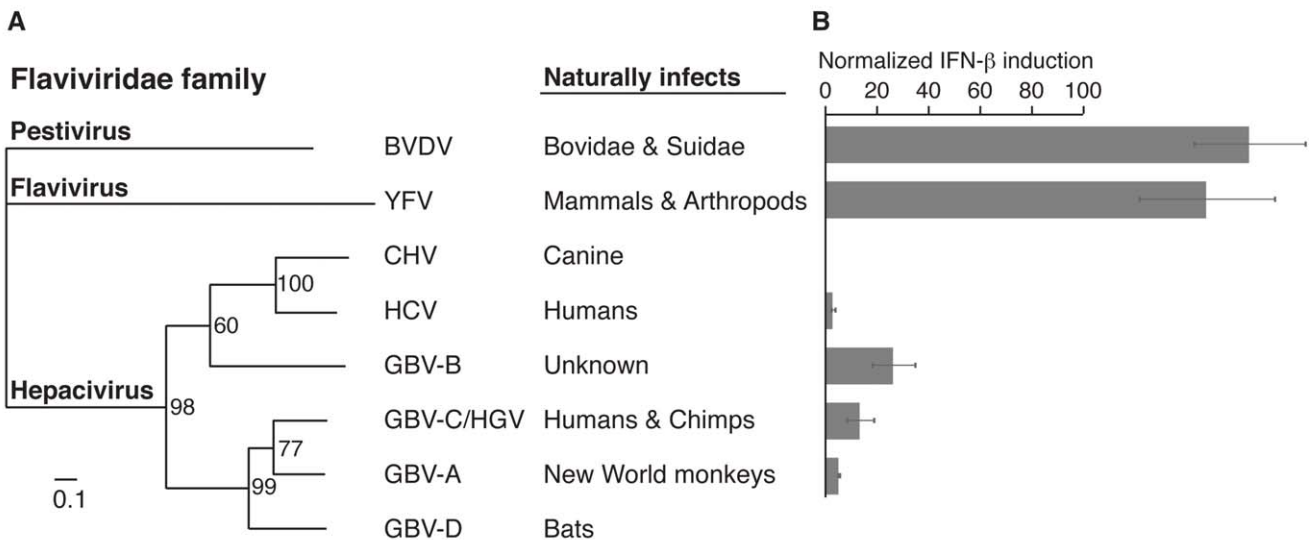 A
B
Flaviviridae family
Naturally infects
Normalized IFN-β induction
0 20 40 60 80 100
Pestivirus
BVDV Bovidae & Suidae
Flavivirus
YFV Mammals & Arthropods
CHV Canine
100
HCV Humans
60
GBV-B Unknown
Hepacivirus
98
GBV-C/HGV Humans & Chimps
77
GBV-A New World monkeys
99
0.1
GBV-D Bats